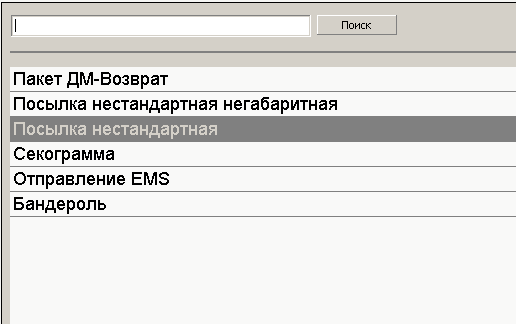 Поиск
Пакет ДМ-Возврат
Посылка нестандартная негабаритная
Посылка нестандартная
Секограмма
Отправление EMS
Бандероль